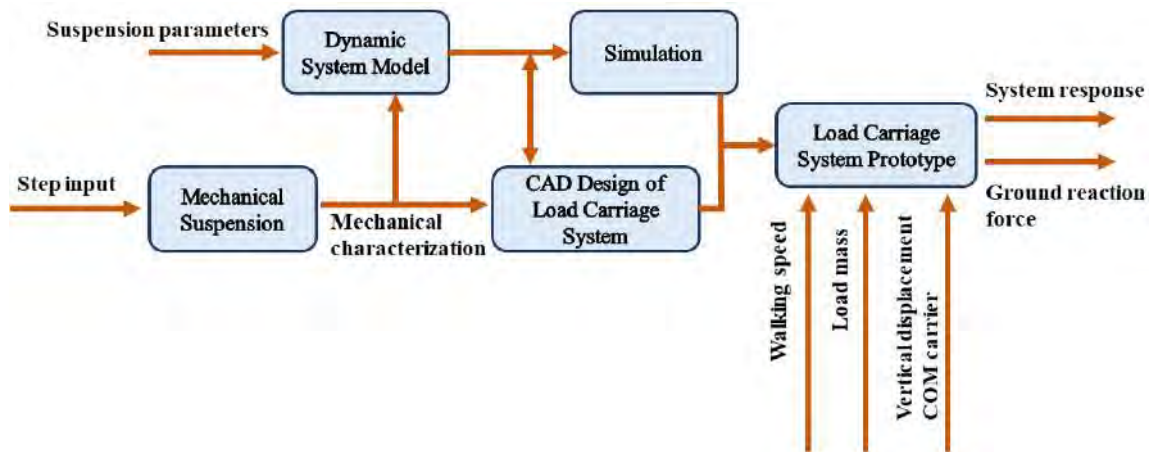 Suspension parameters
Dynamic
System Model
Simulation
System response
Load Carriage
System Prototype
Step input
Mechanical
Suspension
Mechanical
characterization
CAD Design of
Load Carriage
System
Ground reaction
force
Walking speed
Load mass
Vertical displacement
COM carrier